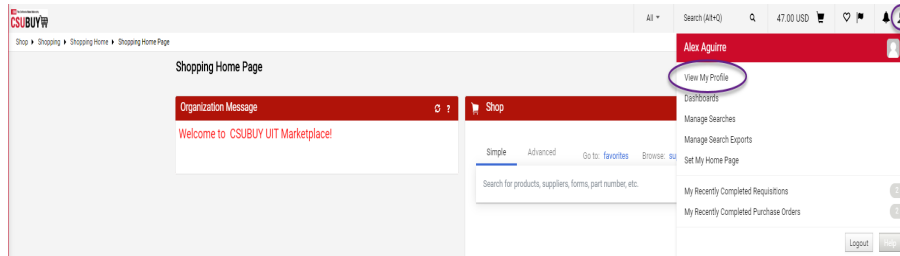 CSUBUY
All
Search (Alt+Q)
47.00 USD
Shop Shopping Shopping Home Shopping Home Page
Alex Aguirre
View My Profile
Dashboards
Manage Searches
Manage Search Exports
Set My Home Page
My Recently Completed Requisitions
My Recently Completed Purchase Orders
Logout
Help
Shopping Home Page
Organization Message
?
Welcome to CSUBUY UIT Marketplace!
Shop
Simple
Advanced
Go to: favorites
Browse:
Search for products, suppliers, forms, part number, etc.